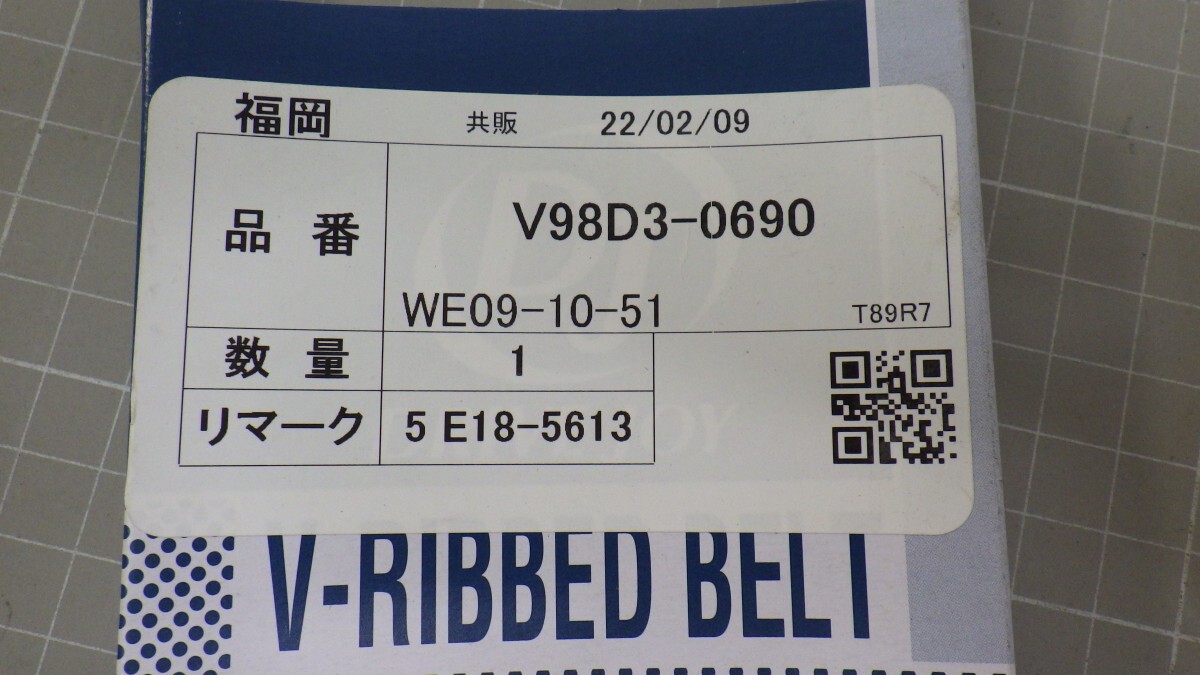 福岡 共販 22/02/09
品番 V98D3-0690
WE09-10-51 T89R7
数量 1
リマーク 5 E18-5613
V-RIBBED BELT